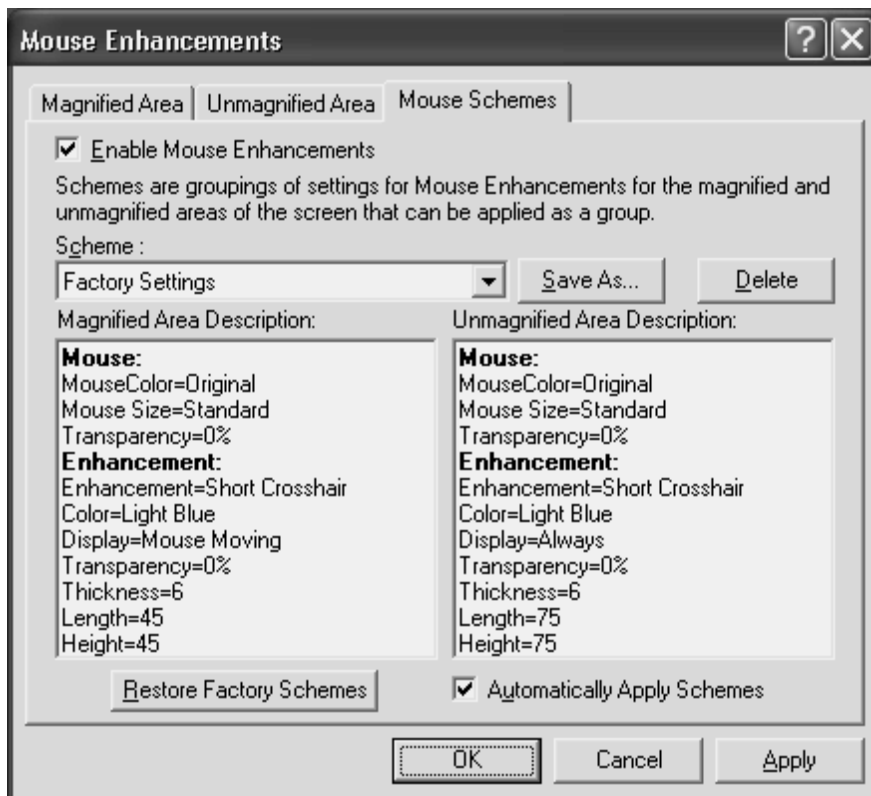 Mouse Enhancements
Magnified Area Unmagnified Area Mouse Schemes
Enable Mouse Enhancements
Schemes are groupings of settings for Mouse Enhancements for the magnified and
unmagnified areas of the screen that can be applied as a group.
Scheme :
Factory Settings Save As... Delete
Magnified Area Description:
Mouse:
MouseColor=Original
Mouse Size=Standard
Transparency=0%
Enhancement:
Enhancement=Short Crosshair
Color=Light Blue
Display=Mouse Moving
Transparency=0%
Thickness=6
Length=45
Height=45
Unmagnified Area Description:
Mouse:
MouseColor=Original
Mouse Size=Standard
Transparency=0%
Enhancement:
Enhancement=Short Crosshair
Color=Light Blue
Display=Always
Transparency=0%
Thickness=6
Length=75
Height=75
Restore Factory Schemes Automatically Apply Schemes
OK Cancel Apply